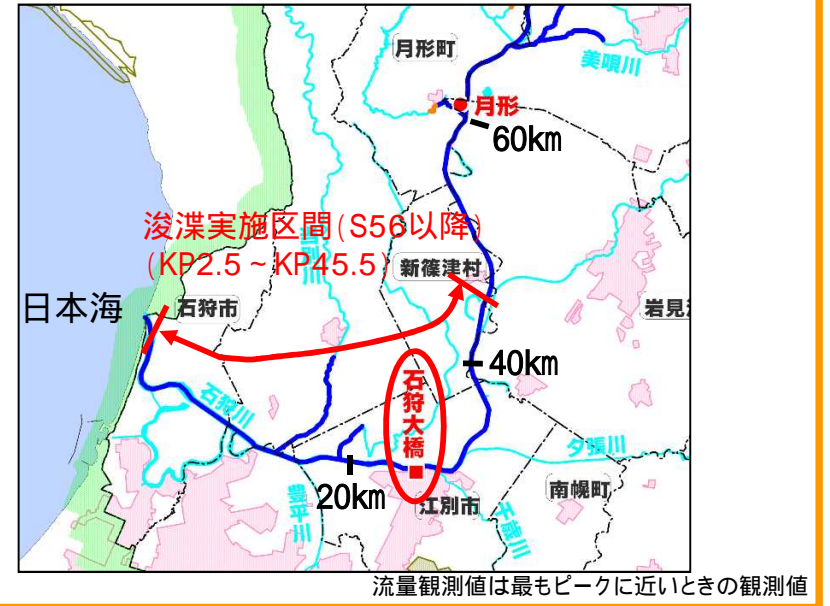 月形町
美唄川
月形
60km
浚渫実施区間(S56以降)
(KP2.5~KP45.5)
新篠津村
日本海
石狩市
岩見
40km
石狩川
石狩大橋
夕張川
20km
豊平川
江別市
千歳川
南幌町
流量観測値は最もピークに近いときの観測値